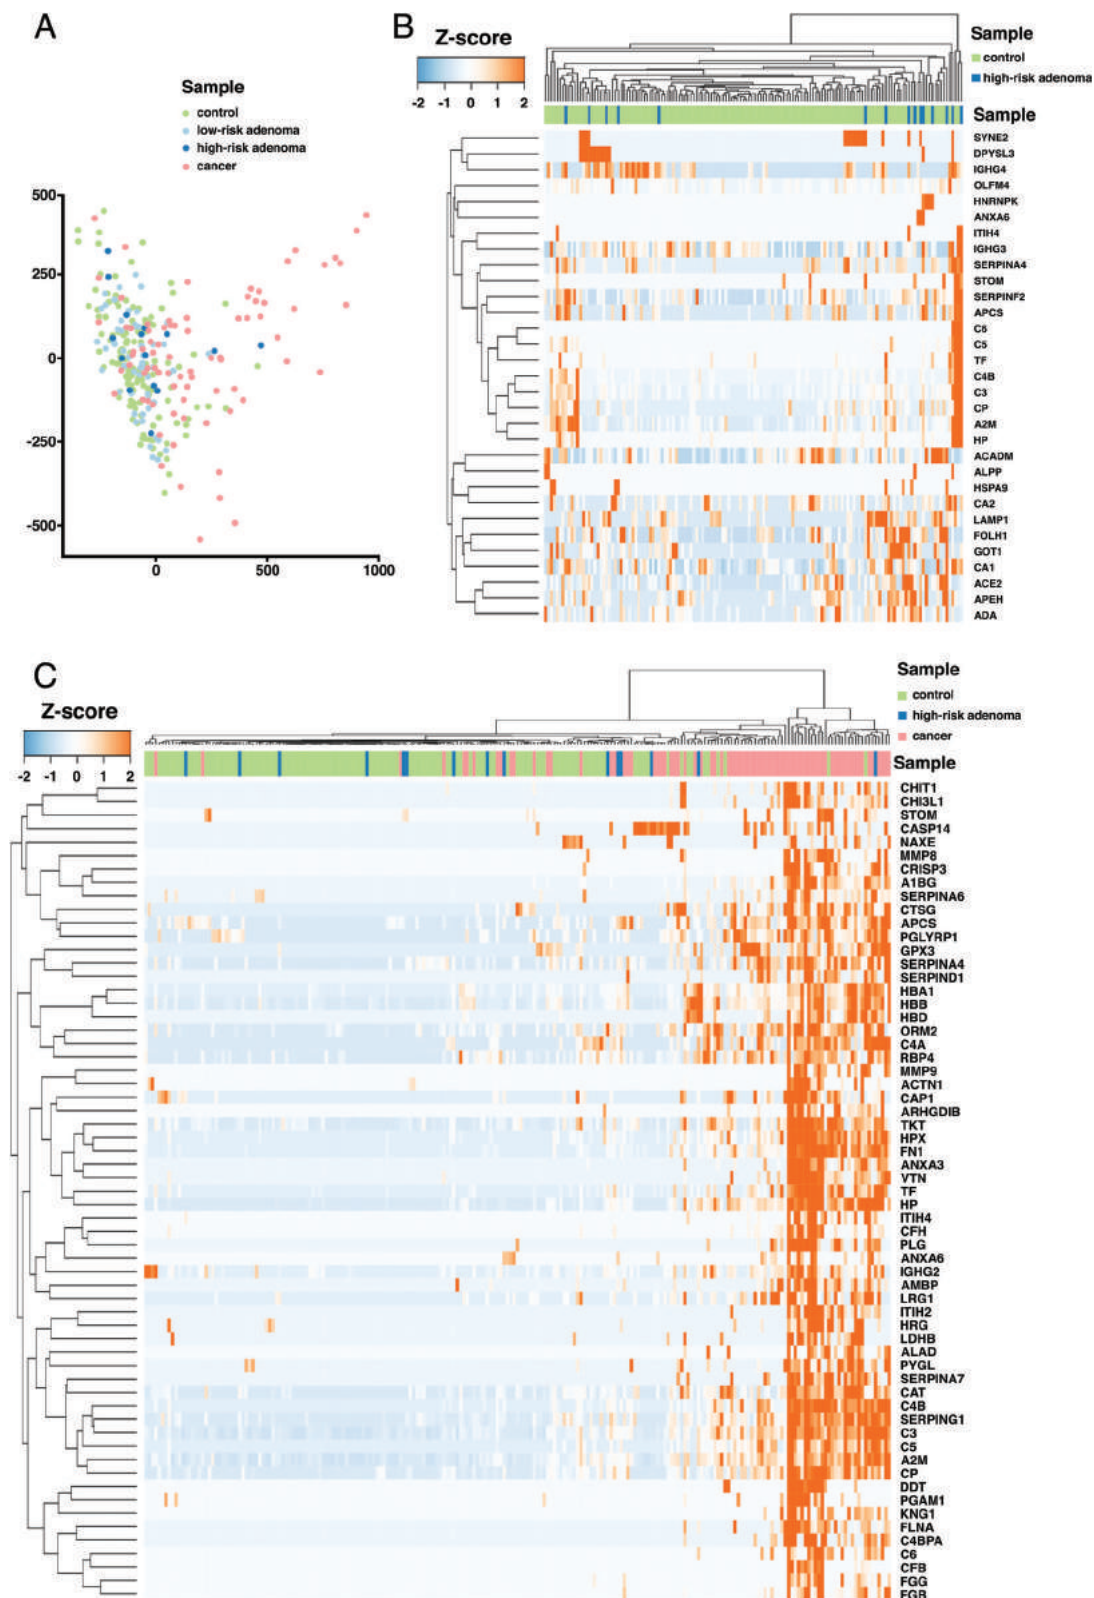 A
Sample
control
low-risk adenoma
high-risk adenoma
cancer
500
250
0
-250
-500
0 500 1000
B
Z-score
-2 -1 0 1 2
Sample
control
high-risk adenoma
Sample
SYNE2
DPYSL3
IGHG4
OLFM4
HNRNPK
ANXA6
ITIH4
IGHG3
SERPINA4
STOM
SERPINF2
APCS
C6
C5
TF
C4B
C3
CP
A2M
HP
ACADM
ALPP
HSPA9
CA2
LAMP1
FOLH1
GOT1
CA1
ACE2
APEH
ADA
C
Z-score
-2 -1 0 1 2
Sample
control
high-risk adenoma
cancer
Sample
CHIT1
CHI3L1
STOM
CASP14
NAXE
MMP8
CRISP3
A1BG
SERPINA6
CTSG
APCS
PGLYRP1
GPX3
SERPINA4
SERPIND1
HBA1
HBB
HBD
ORM2
C4A
RBP4
MMP9
ACTN1
CAP1
ARHGDIB
TKT
HPX
FN1
ANXA3
VTN
TF
HP
ITIH4
CFH
PLG
ANXA6
IGHG2
AMBP
LRG1
ITIH2
HRG
LDHB
ALAD
PYGL
SERPINA7
CAT
C4B
SERPING1
C3
C5
A2M
CP
DDT
PGAM1
KNG1
FLNA
C4BPA
C6
CFB
FGG
FGB